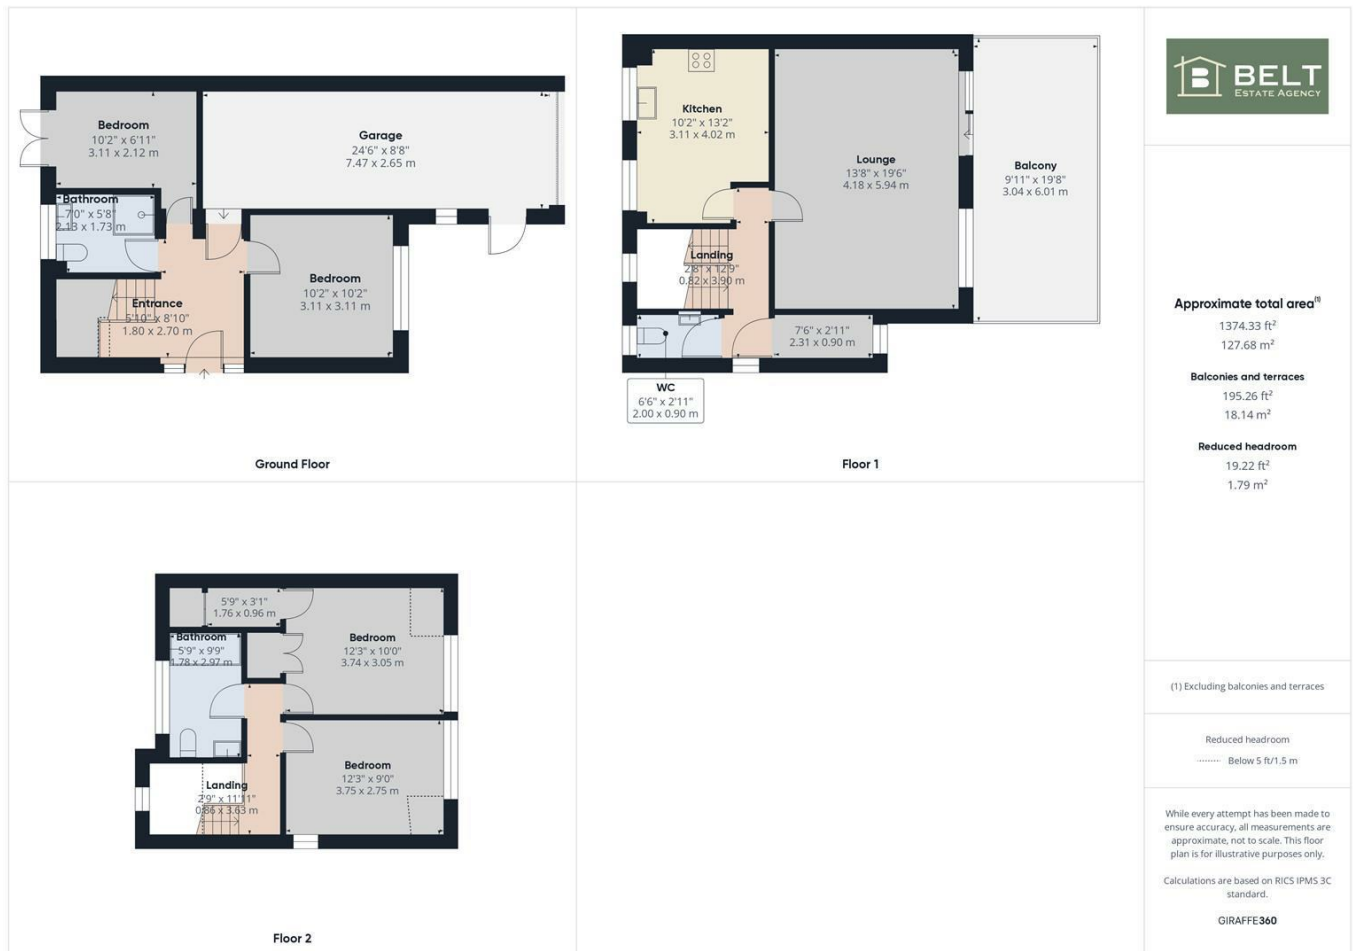 Bedroom
10'2" x 6'11"
3.11 x 2.12 m
Garage
24'6" x 8'8"
7.47 x 2.65 m
Bathroom
7'0" x 5'8"
2.13 x 1.73 m
Bedroom
10'2" x 10'2"
3.11 x 3.11 m
Entrance
5'10" x 8'10"
1.80 x 2.70 m
Ground Floor
Kitchen
10'2" x 13'2"
3.11 x 4.02 m
Lounge
13'8" x 19'6"
4.18 x 5.94 m
Balcony
9'11" x 19'8"
3.04 x 6.01 m
Landing
2'8" x 12'9"
0.82 x 3.90 m
7'6" x 2'11"
2.31 x 0.90 m
WC
6'6" x 2'11"
2.00 x 0.90 m
Floor 1
5'9" x 3'1"
1.76 x 0.96 m
Bathroom
5'9" x 9'9"
1.78 x 2.97 m
Bedroom
12'3" x 10'0"
3.74 x 3.05 m
Bedroom
12'3" x 9'0"
3.75 x 2.75 m
Landing
2'9" x 11'11"
0.86 x 3.63 m
Floor 2
B BELT
ESTATE AGENCY
Approximate total area(1)
1374.33 ft²
127.68 m²
Balconies and terraces
195.26 ft²
18.14 m²
Reduced headroom
19.22 ft²
1.79 m²
(1) Excluding balconies and terraces
Reduced headroom
Below 5 ft/1.5 m
While every attempt has been made to
ensure accuracy, all measurements are
approximate, not to scale. This floor
plan is for illustrative purposes only.
Calculations are based on RICS IPMS 3C
standard.
GIRAFFE360